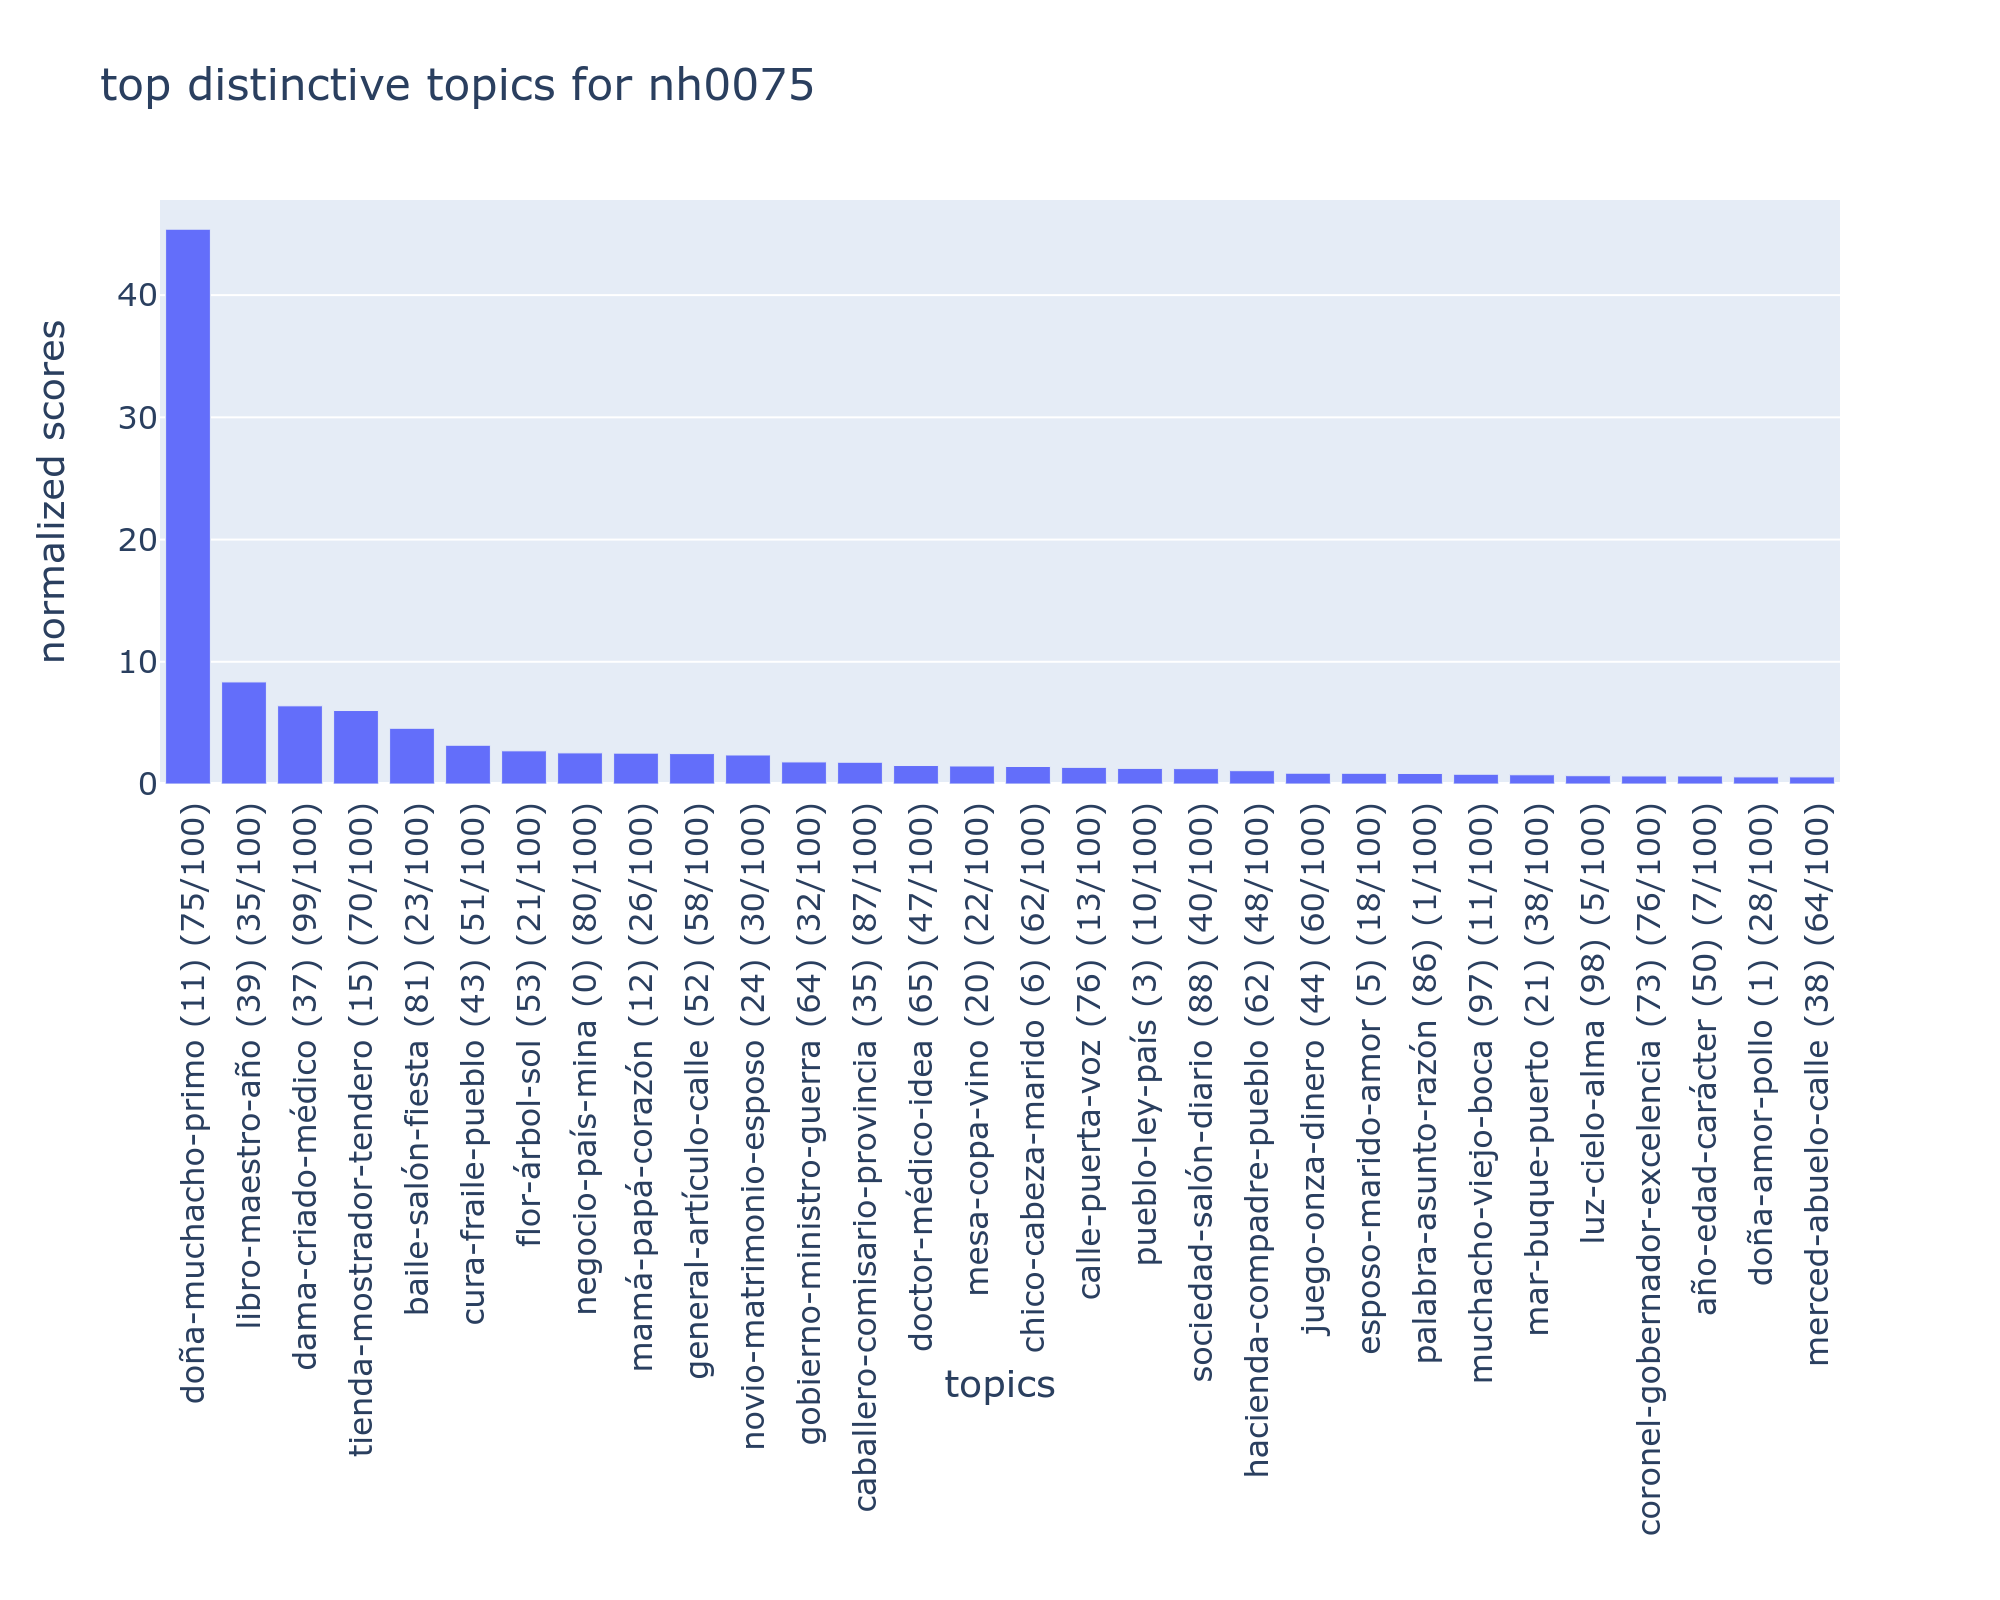 top distinctive topics for nh0075
normalized scores
40
30
20
10
0
doña-muchacho-primo (11) (75/100)
libro-maestro-año (39) (35/100)
dama-criado-médico (37) (99/100)
tienda-mostrador-tendero (15) (70/100)
baile-salón-fiesta (81) (23/100)
cura-fraile-pueblo (43) (51/100)
flor-árbol-sol (53) (21/100)
negocio-país-mina (0) (80/100)
mamá-papá-corazón (12) (26/100)
general-artículo-calle (52) (58/100)
novio-matrimonio-esposo (24) (30/100)
gobierno-ministro-guerra (64) (32/100)
caballero-comisario-provincia (35) (87/100)
doctor-médico-idea (65) (47/100)
mesa-copa-vino (20) (22/100)
chico-cabeza-marido (6) (62/100)
calle-puerta-voz (76) (13/100)
pueblo-ley-país (3) (10/100)
sociedad-salón-diario (88) (40/100)
hacienda-compadre-pueblo (62) (48/100)
juego-onza-dinero (44) (60/100)
esposo-marido-amor (5) (18/100)
palabra-asunto-razón (86) (1/100)
muchacho-viejo-boca (97) (11/100)
mar-buque-puerto (21) (38/100)
luz-cielo-alma (98) (5/100)
coronel-gobernador-excelencia (73) (76/100)
año-edad-carácter (50) (7/100)
doña-amor-pollo (1) (28/100)
merced-abuelo-calle (38) (64/100)
topics